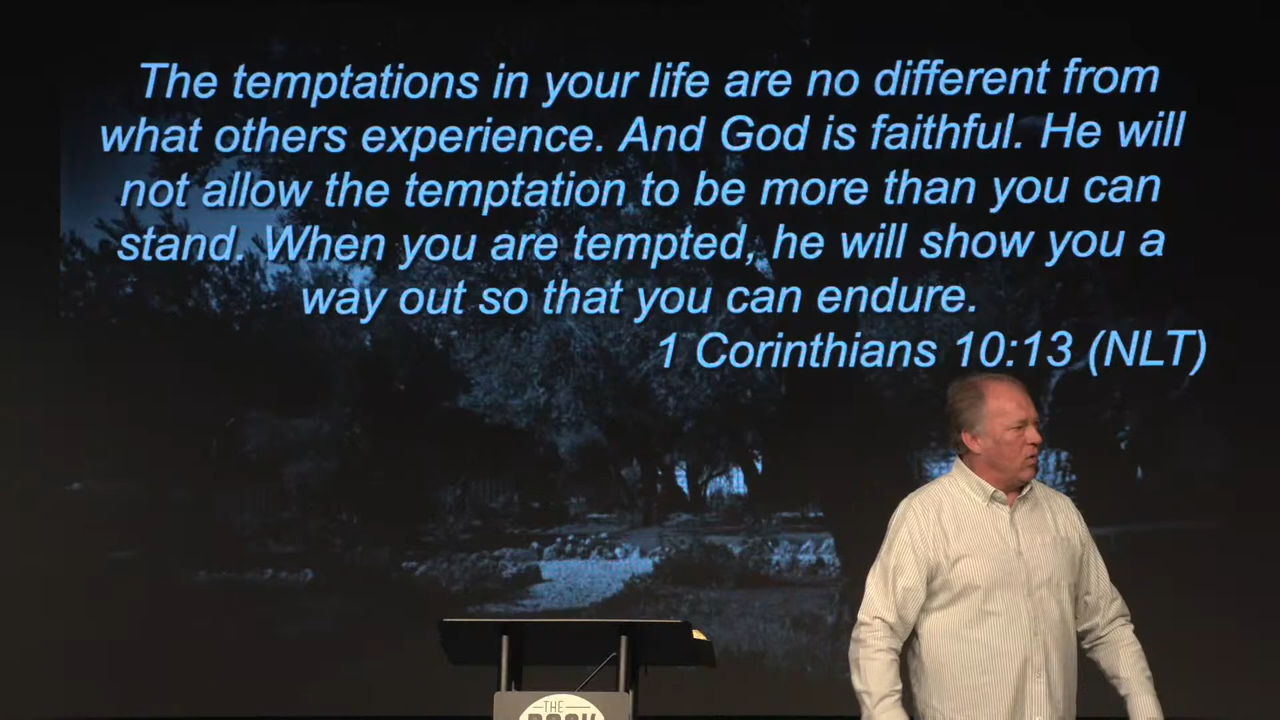 The temptations in your life are no different from
what others experience. And God is faithful. He will
not allow the temptation to be more than you can
stand. When you are tempted, he will show you a
way out so that you can endure.
1 Corinthians 10:13 (NLT)
THE